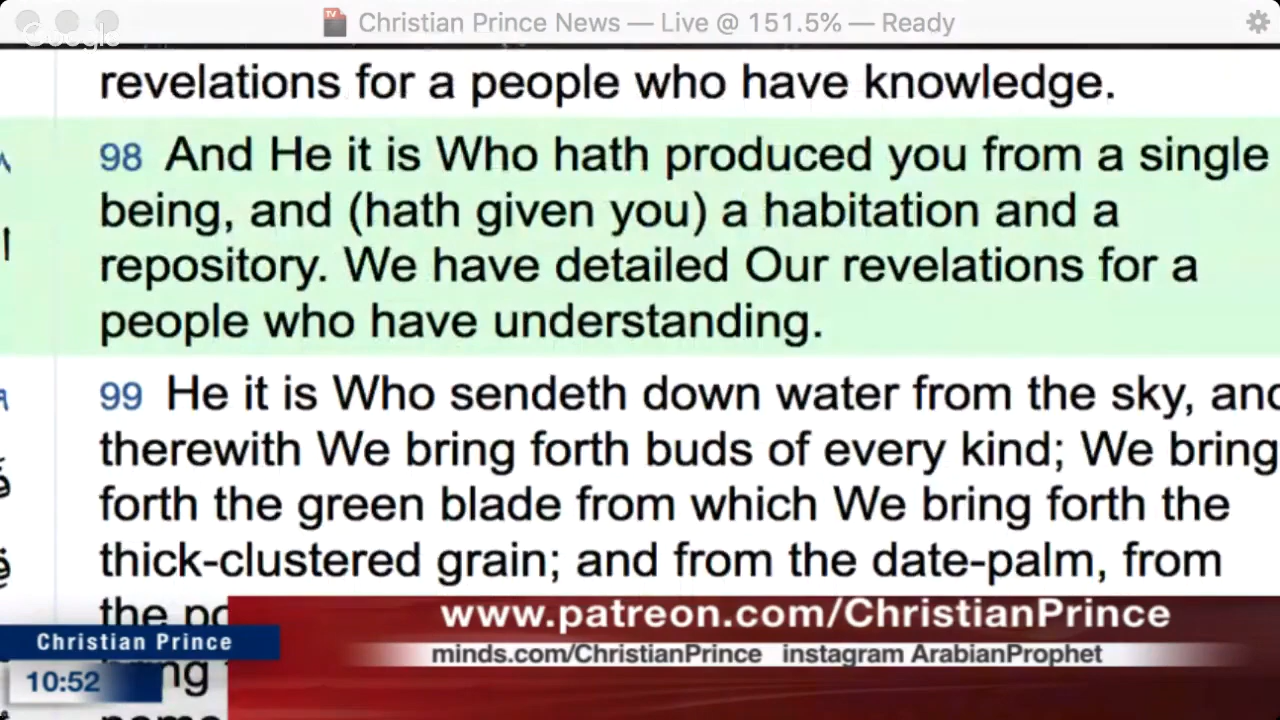 Christian Prince News — Live @ 151.5% — Ready
Google
revelations for a people who have knowledge.
98 And He it is Who hath produced you from a single
being, and (hath given you) a habitation and a
repository. We have detailed Our revelations for a
people who have understanding.
99 He it is Who sendeth down water from the sky, and
therewith We bring forth buds of every kind; We bring
forth the green blade from which We bring forth the
thick-clustered grain; and from the date-palm, from
the
www.patreon.com/ChristianPrince
Christian Prince
minds.com/ChristianPrince instagram ArabianProphet
10:52